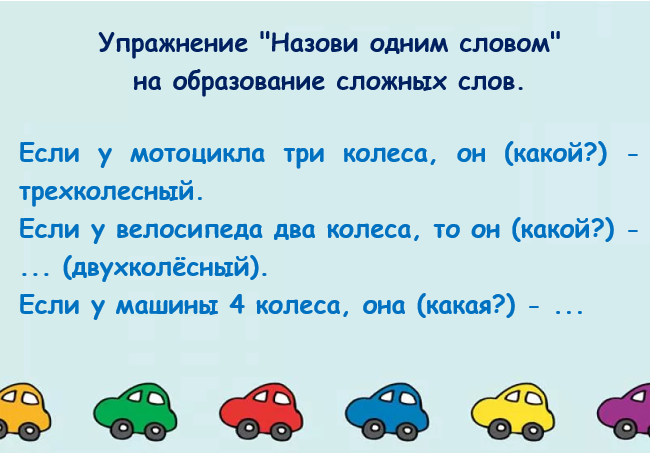 Упражнение "Назови одним словом"
на образование сложных слов.
Если у мотоцикла три колеса, он (какой?) -
трехколесный.
Если у велосипеда два колеса, то он (какой?) -
... (двухколёсный).
Если у машины 4 колеса, она (какая?) - ...